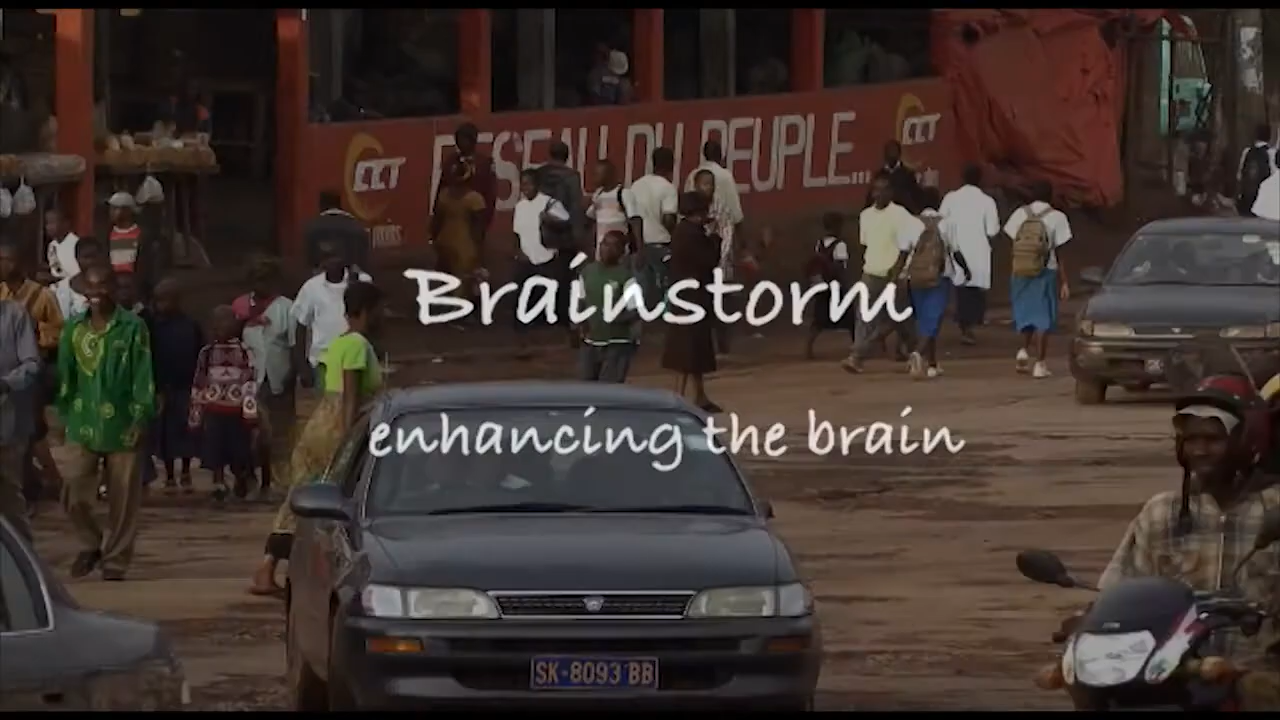 CCT
RESEAU DU PEUPLE...
CCT
Brainstorm
enhancing the brain
SK-8093 BB